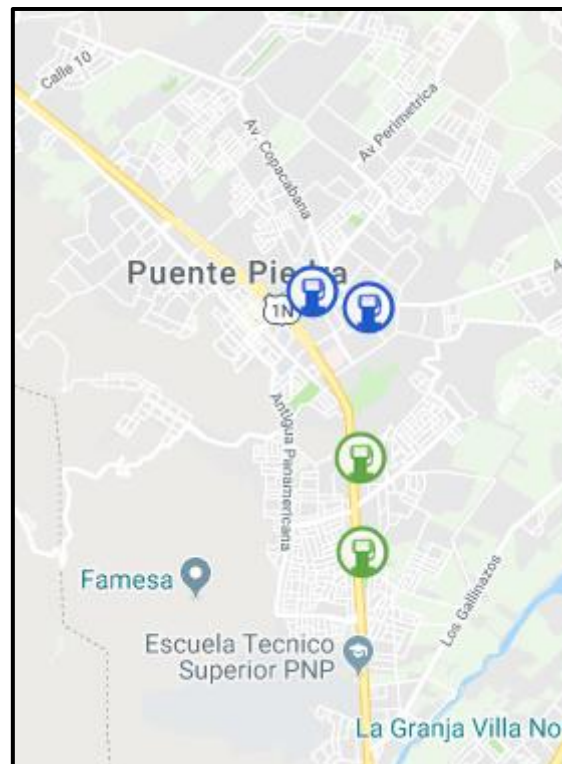 Calle 10
Av. Copacabana
Av Perimetrica
Puente Piedra
A
1N
Antigua Panamericana
Famesa
Los Gallinazos
Escuela Tecnico
Superior PNP
La Granja Villa No